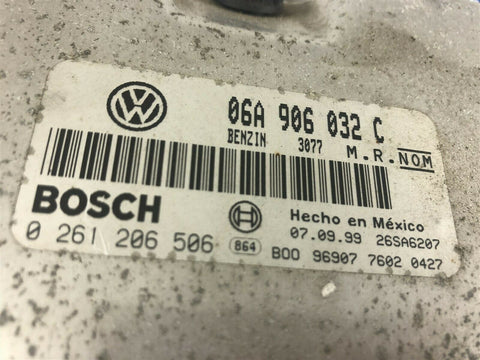 06A 906 032 C
BENZIN 3077 M.R. NOM
BOSCH
Hecho en México
07.09.99 26SA6207
0 261 206 506 864 B00 96907 7602 0427